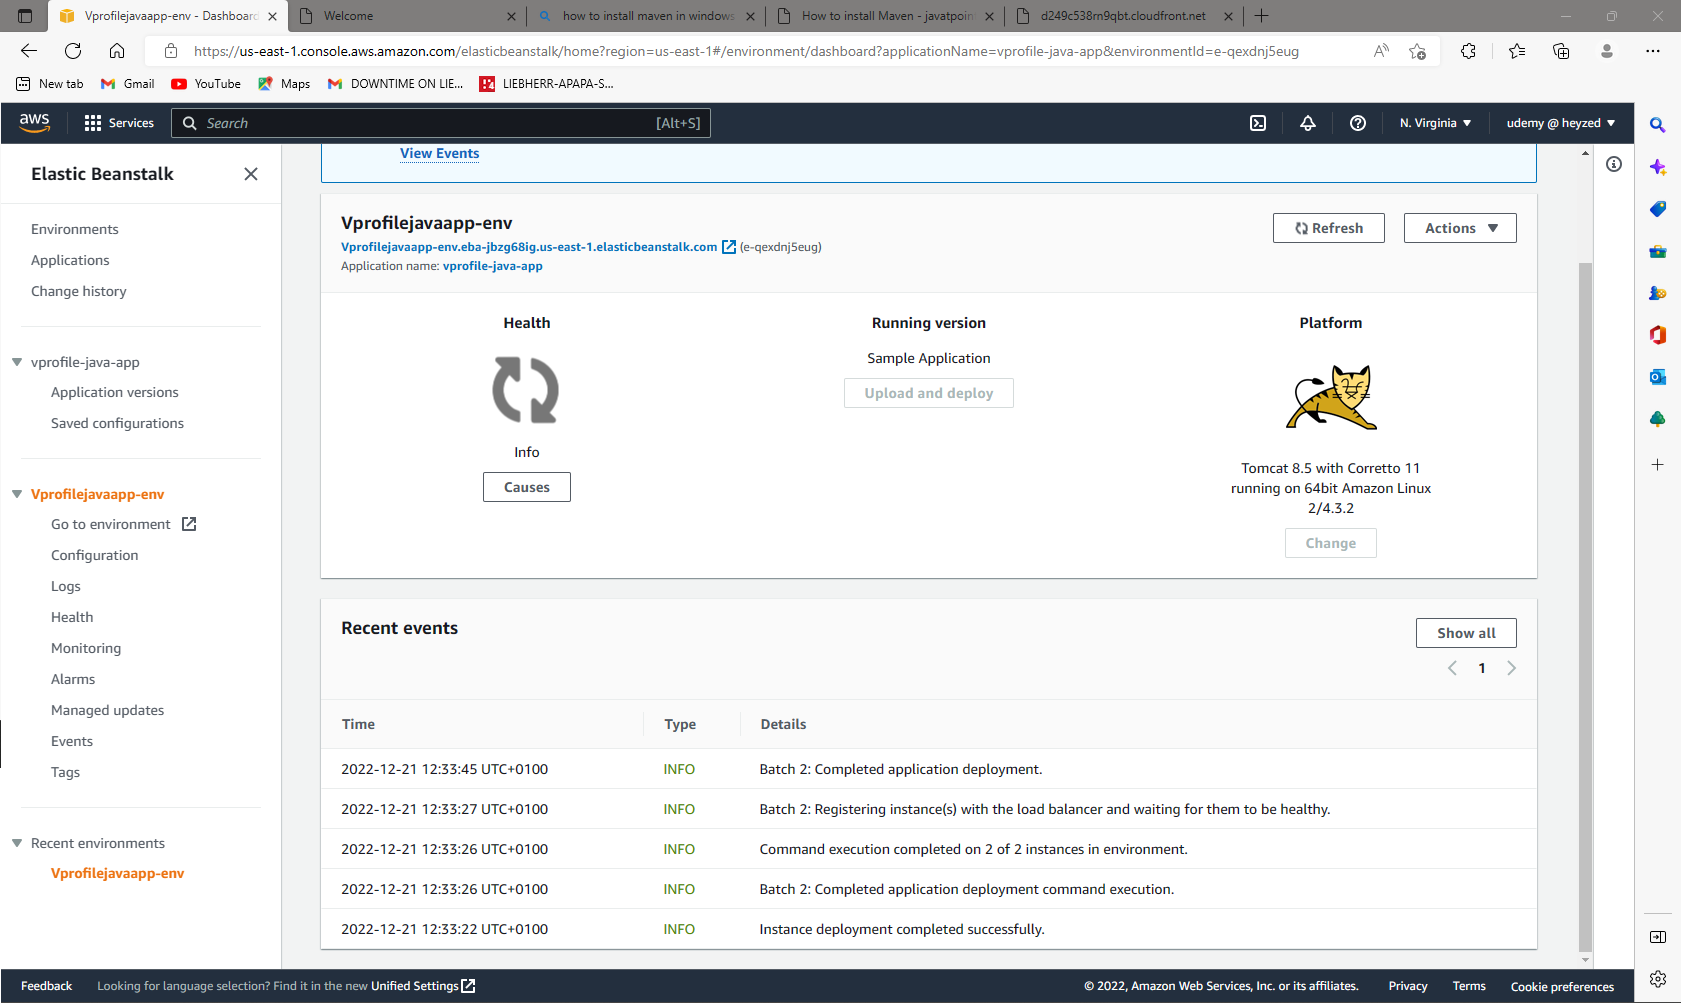 Vprofilejavaapp-env - Dashboard
Welcome
how to install maven in windows
How to install Maven - javatpoin
d249c538rn9qbt.cloudfront.net
https://us-east-1.console.aws.amazon.com/elasticbeanstalk/home?region=us-east-1#/environment/dashboard?applicationName=vprofile-java-app&environmentId=e-qexdnj5eug
New tab
Gmail
YouTube
Maps
DOWNTIME ON LIE...
LIEBHERR-APAPA-S...
aws
Services
Search
[Alt+S]
N. Virginia
udemy @ heyzed
Elastic Beanstalk
Environments
Applications
Change history
vprofile-java-app
Application versions
Saved configurations
Vprofilejavaapp-env
Go to environment
Configuration
Logs
Health
Monitoring
Alarms
Managed updates
Events
Tags
Recent environments
Vprofilejavaapp-env
View Events
Vprofilejavaapp-env
Vprofilejavaapp-env.eba-jbzg68ig.us-east-1.elasticbeanstalk.com (e-qexdnj5eug)
Application name: vprofile-java-app
Refresh
Actions
Health
Info
Causes
Running version
Sample Application
Upload and deploy
Platform
Tomcat 8.5 with Corretto 11
running on 64bit Amazon Linux
2/4.3.2
Change
Recent events
Show all
1
Time Type Details
2022-12-21 12:33:45 UTC+0100 INFO Batch 2: Completed application deployment.
2022-12-21 12:33:27 UTC+0100 INFO Batch 2: Registering instance(s) with the load balancer and waiting for them to be healthy.
2022-12-21 12:33:26 UTC+0100 INFO Command execution completed on 2 of 2 instances in environment.
2022-12-21 12:33:26 UTC+0100 INFO Batch 2: Completed application deployment command execution.
2022-12-21 12:33:22 UTC+0100 INFO Instance deployment completed successfully.
Feedback
Looking for language selection? Find it in the new Unified Settings
© 2022, Amazon Web Services, Inc. or its affiliates.
Privacy
Terms
Cookie preferences